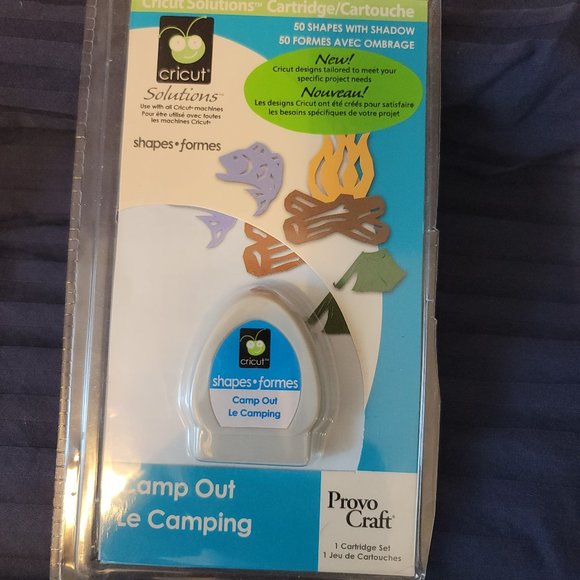 Cricut Solutions™ Cartridge/Cartouche
50 SHAPES WITH SHADOW
50 FORMES AVEC OMBRAGE
cricut®
Solutions™
Use with all Cricut® machines
Pour être utilisé avec toutes
les machines Cricut®
shapes•formes
New!
Cricut designs tailored to meet your
specific project needs
Nouveau!
Les designs Cricut ont été créés pour satisfaire
les besoins spécifiques de votre projet
cricut™
shapes•formes
Camp Out
Le Camping
Camp Out
Le Camping
Provo
Craft®
1 Cartridge Set
1 Jeu de Cartouches